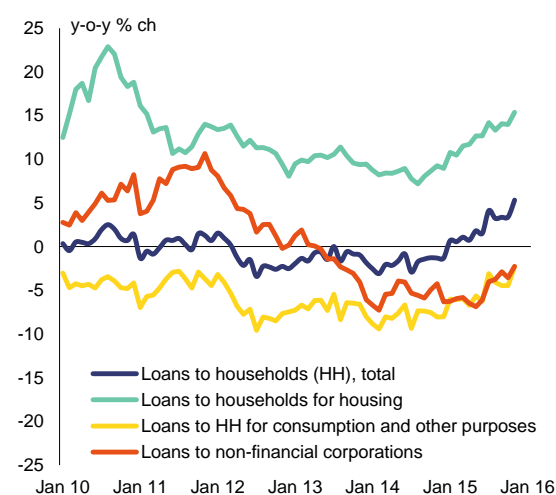 y-o-y % ch
25
20
15
10
5
0
-5
-10
-15
-20
-25
Loans to households (HH), total
Loans to households for housing
Loans to HH for consumption and other purposes
Loans to non-financial corporations
Jan 10 Jan 11 Jan 12 Jan 13 Jan 14 Jan 15 Jan 16